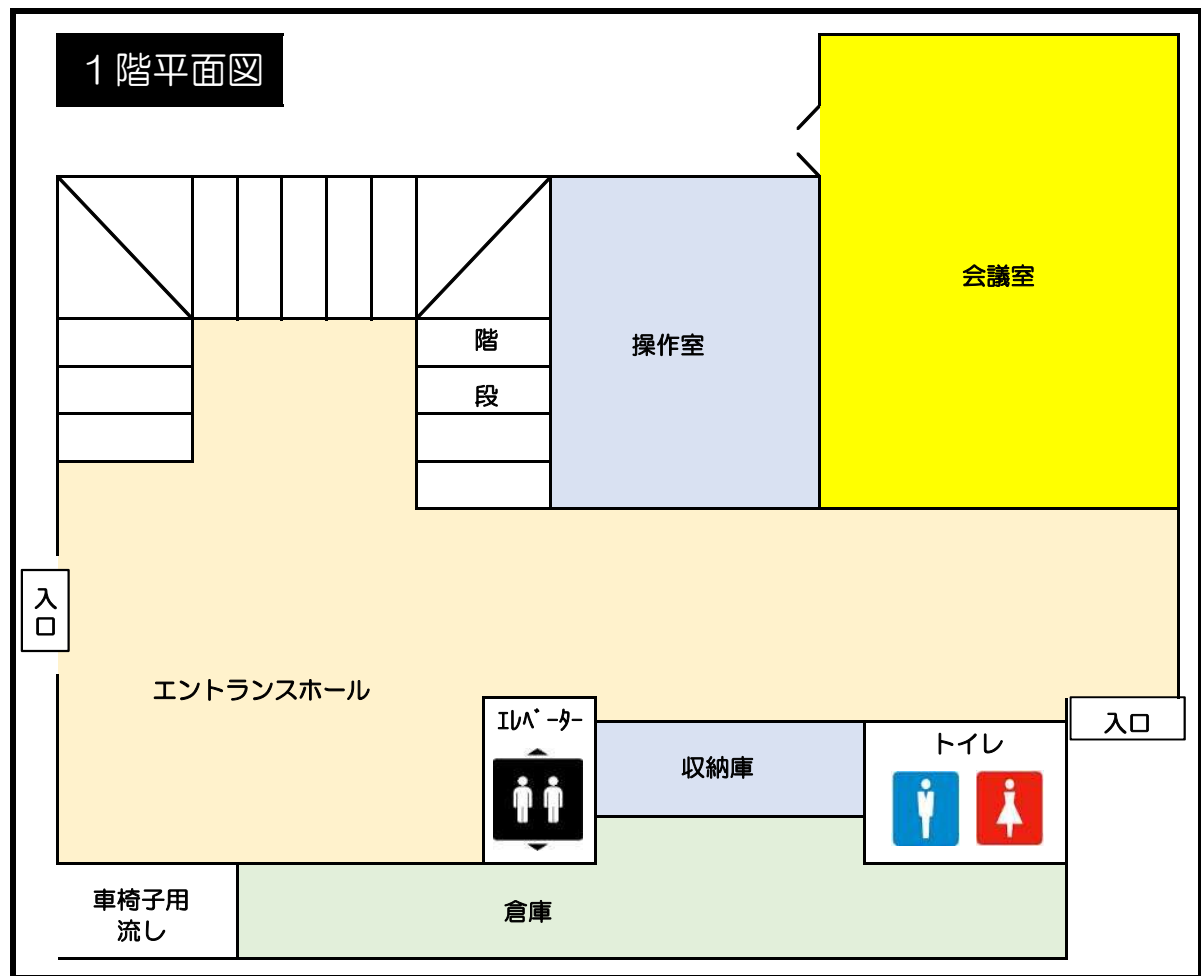 １階平面図
会議室
操作室
階
段
入
口
エントランスホール
ｴﾚﾍﾞｰﾀｰ
収納庫
トイレ
入口
車椅子用
流し
倉庫